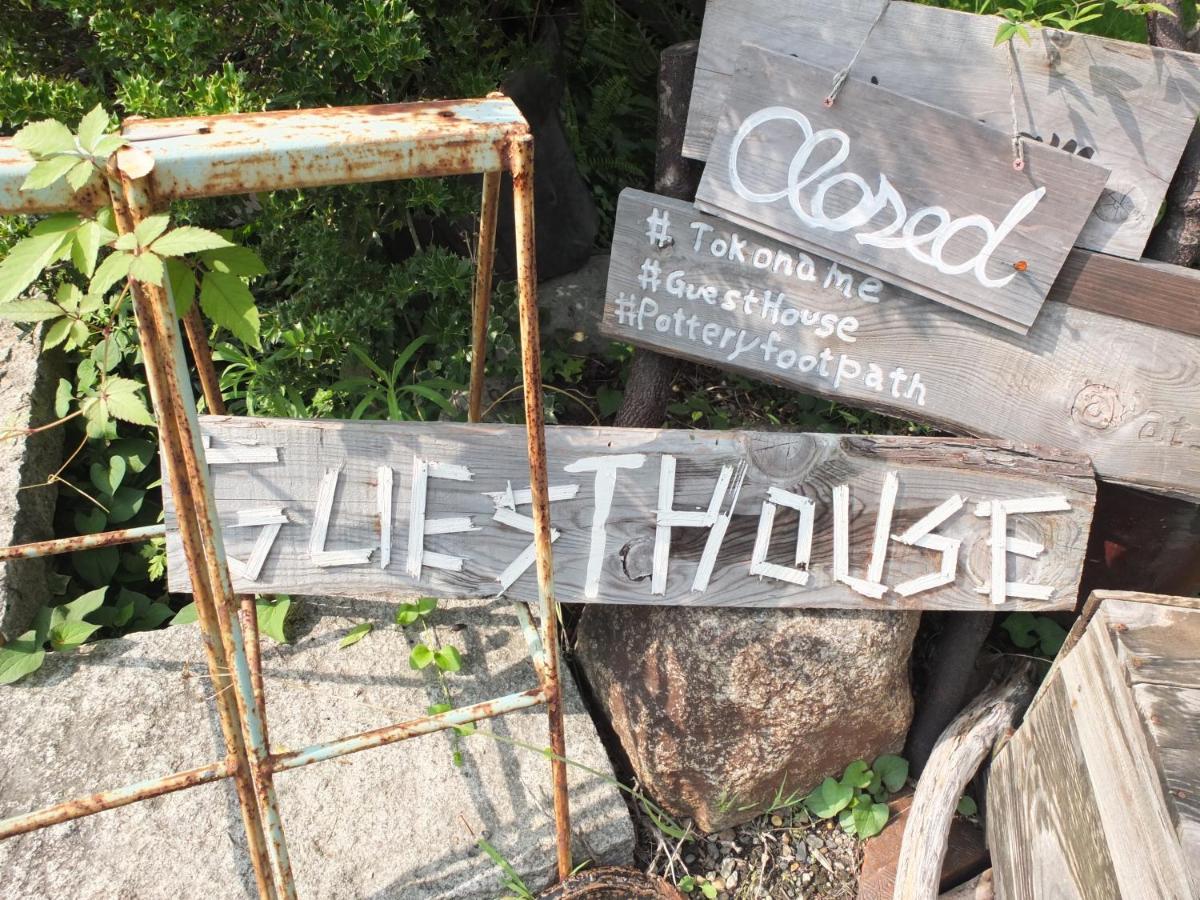 Closed
# Tokoname
#GuestHouse
#Potteryfootpath
GUESTHOUSE